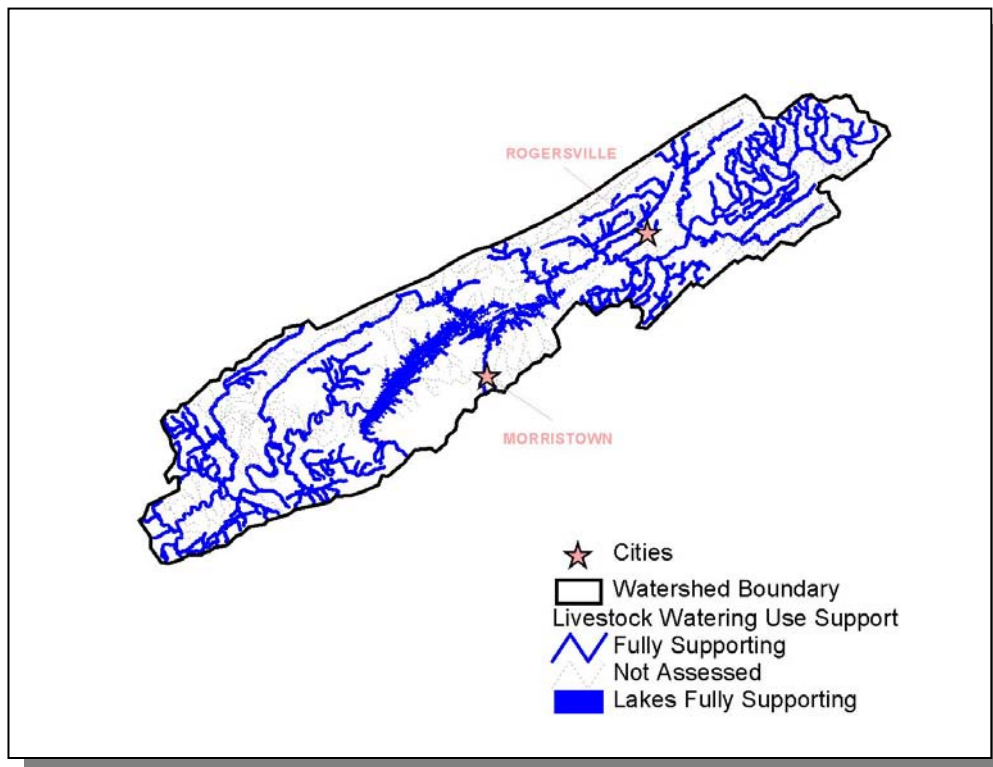 ROGERSVILLE
MORRISTOWN
Cities
Watershed Boundary
Livestock Watering Use Support
Fully Supporting
Not Assessed
Lakes Fully Supporting